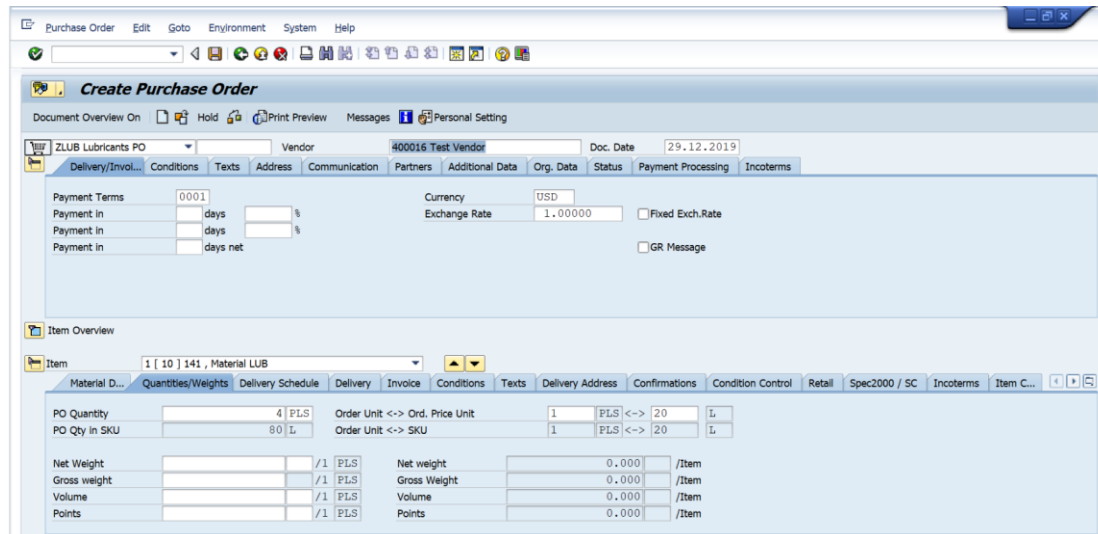 Purchase Order Edit Goto Environment System Help
Create Purchase Order
Document Overview On Hold Print Preview Messages Personal Setting
ZLUB Lubricants PO Vendor 400016 Test Vendor Doc. Date 29.12.2019
Delivery/Invoi... Conditions Texts Address Communication Partners Additional Data Org. Data Status Payment Processing Incoterms
Payment Terms 0001 Currency USD
Payment in days % Exchange Rate 1.00000 Fixed Exch.Rate
Payment in days %
Payment in days net GR Message
Item Overview
Item 1 [ 10 ] 141 , Material LUB
Material D... Quantities/Weights Delivery Schedule Delivery Invoice Conditions Texts Delivery Address Confirmations Condition Control Retail Spec2000 / SC Incoterms Item C...
PO Quantity 4 PLS Order Unit <-> Ord. Price Unit 1 PLS <-> 20 L
PO Qty in SKU 80 L Order Unit <-> SKU 1 PLS <-> 20 L
Net Weight /1 PLS Net weight 0.000 /Item
Gross weight /1 PLS Gross Weight 0.000 /Item
Volume /1 PLS Volume 0.000 /Item
Points /1 PLS Points 0.000 /Item